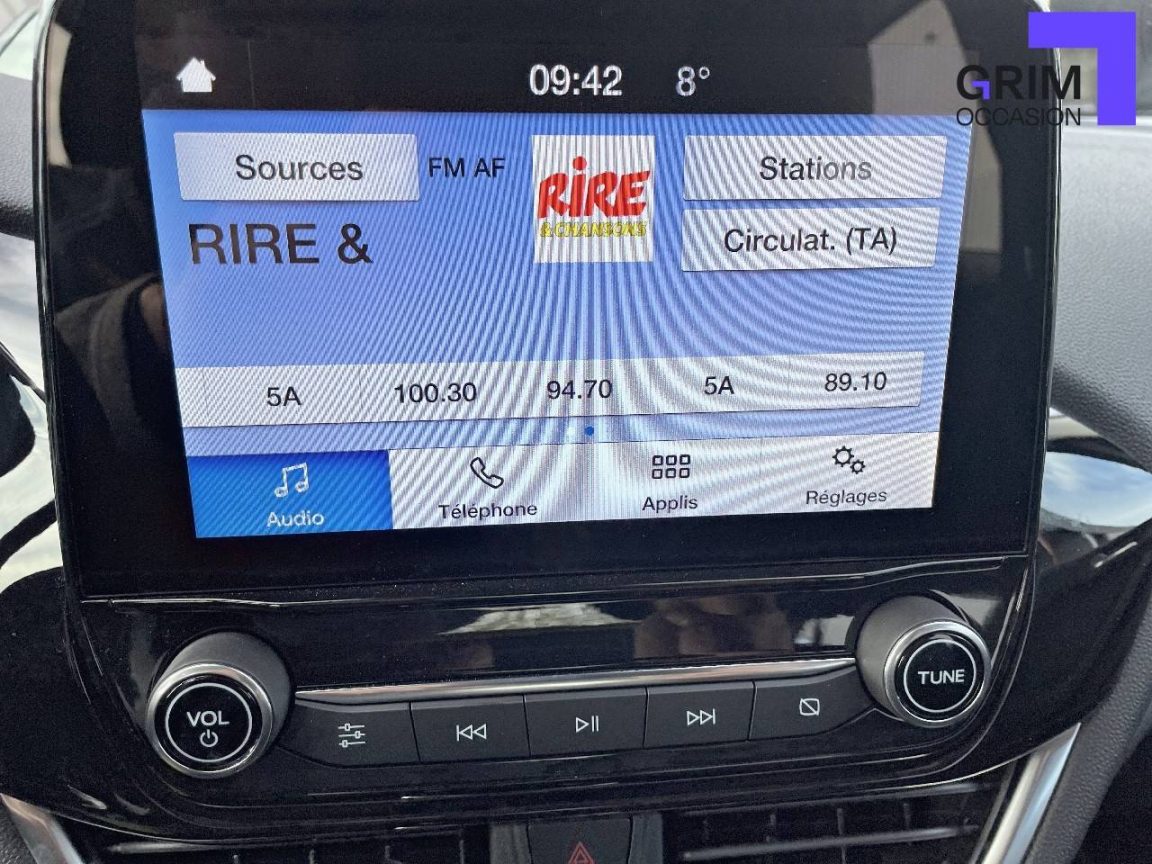 09:42 8°
GRIM
OCCASION
Sources FM AF RIRE Stations
& CHANSONS
RIRE & Circulat. (TA)
5A 100.30 94.70 5A 89.10
Audio Téléphone Applis Réglages
VOL TUNE